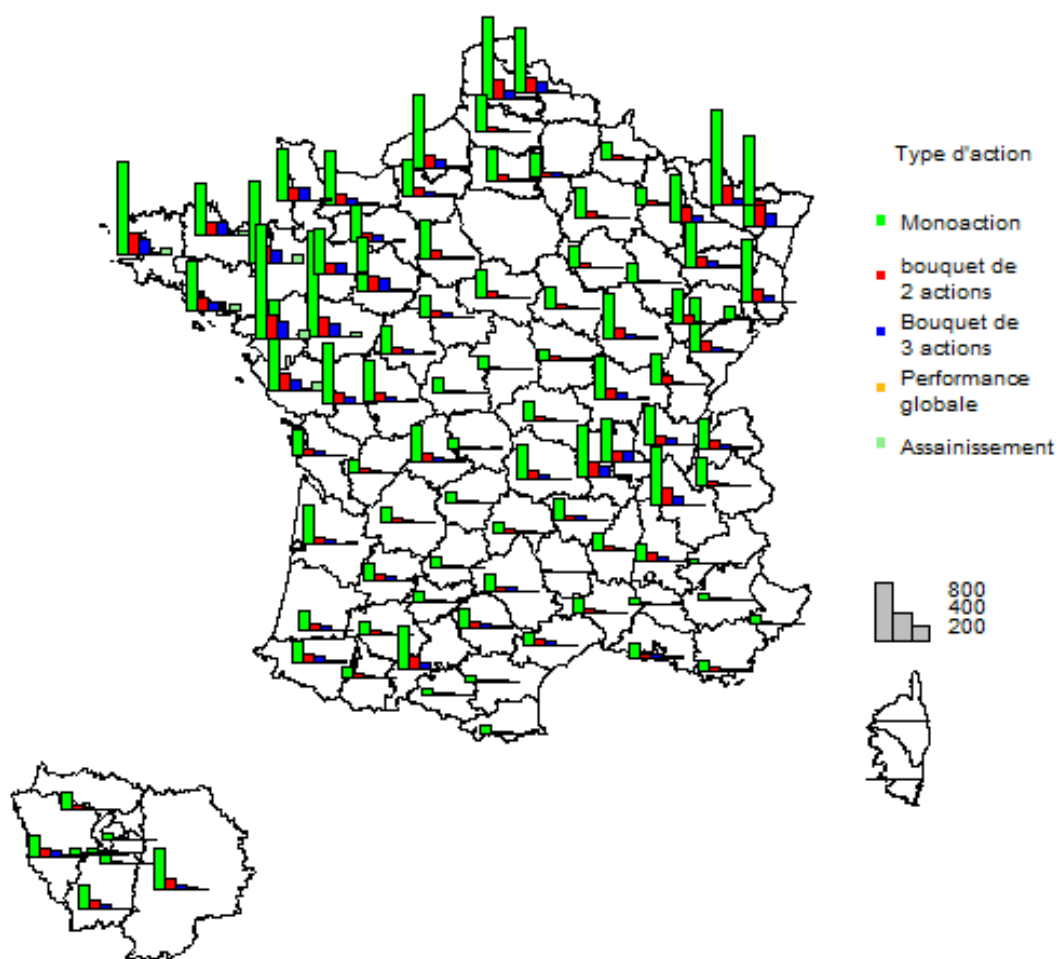 Type d'action
Monoaction
bouquet de
2 actions
Bouquet de
3 actions
Performance
globale
Assainissement
800
400
200